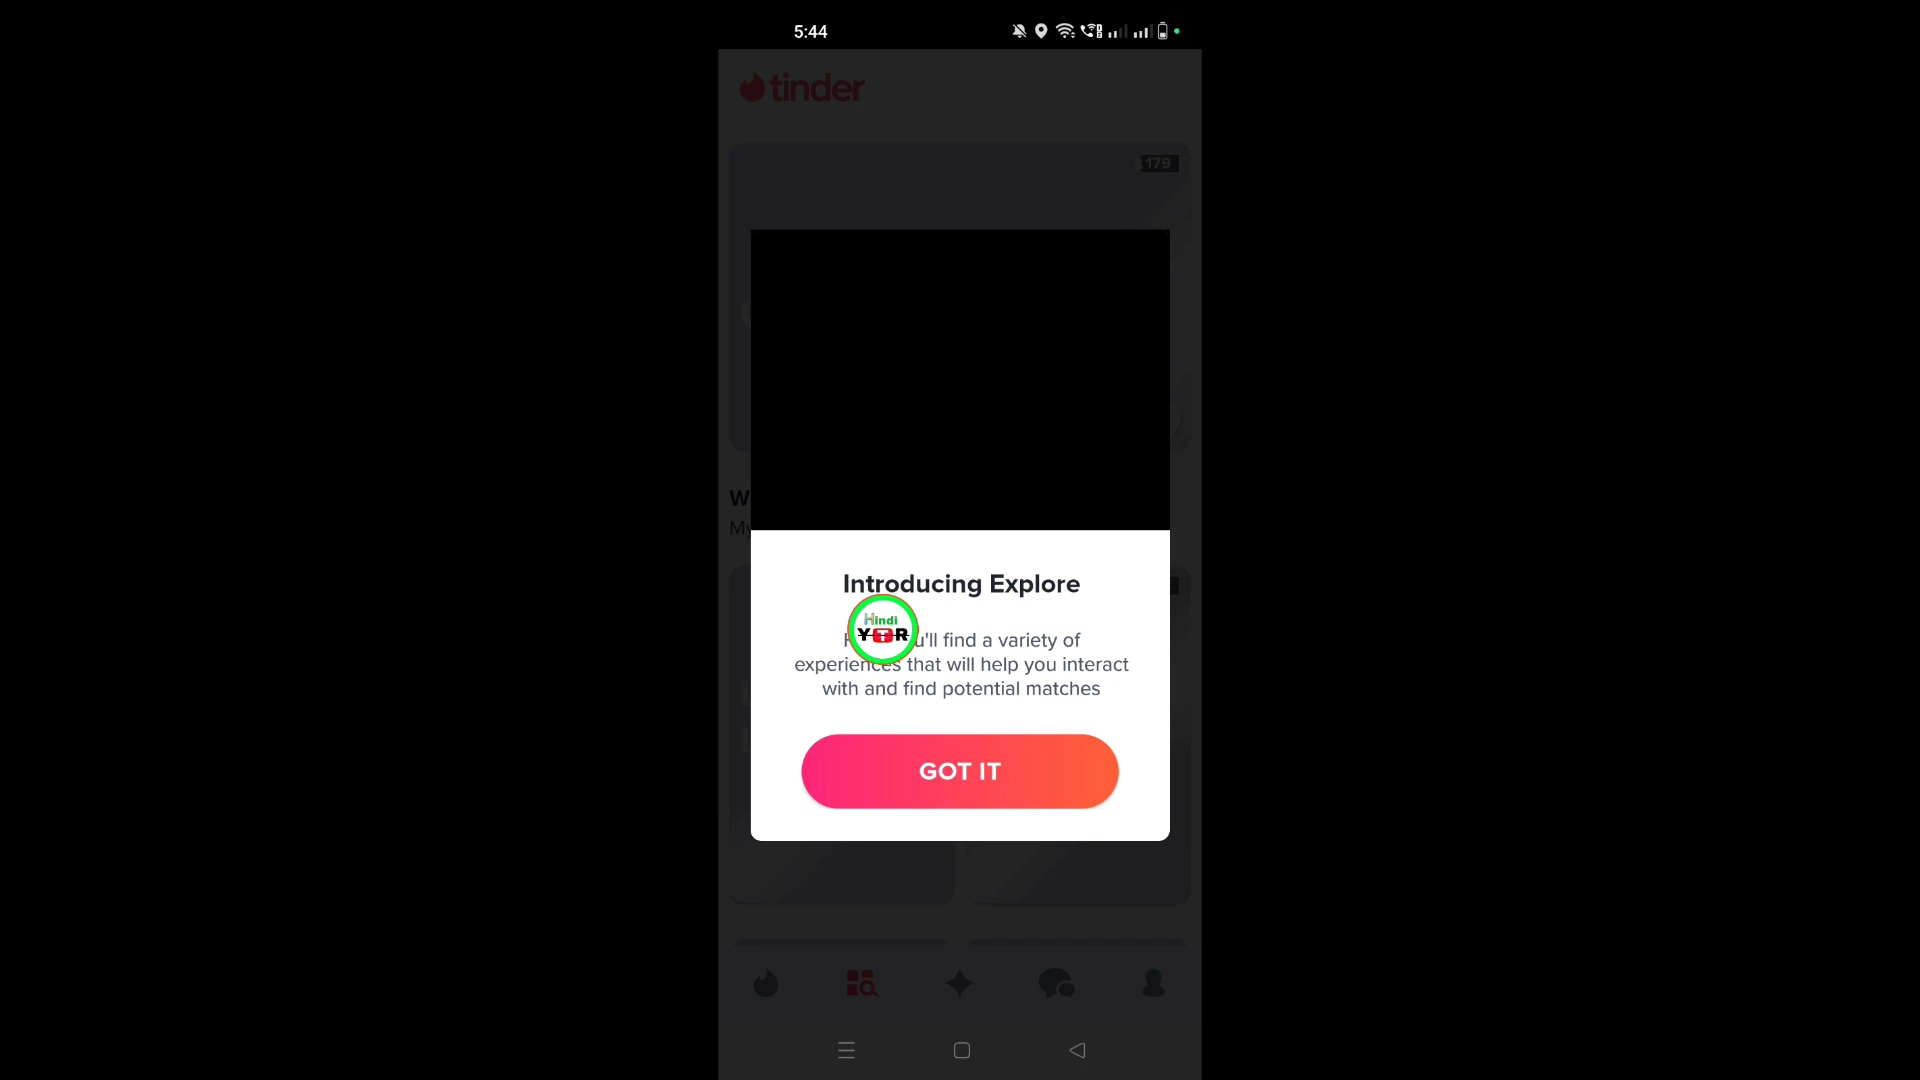 5:44
tinder
179
W
My
Introducing Explore
Hindi
YTR
u'll find a variety of
experiences that will help you interact
with and find potential matches
GOT IT